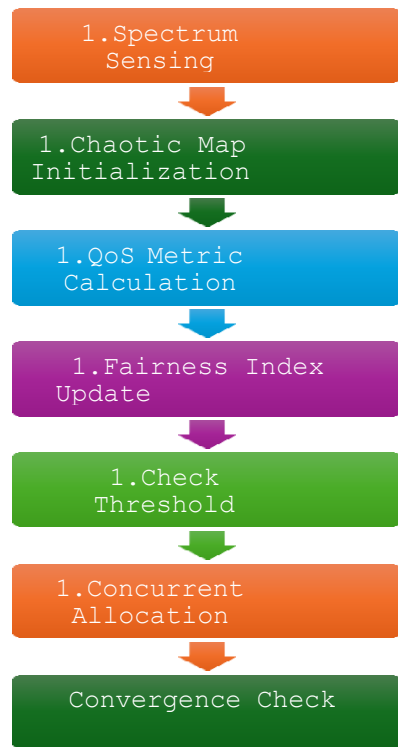 1.Spectrum
Sensing
1.Chaotic Map
Initialization
1.QoS Metric
Calculation
1.Fairness Index
Update
1.Check
Threshold
1.Concurrent
Allocation
Convergence Check